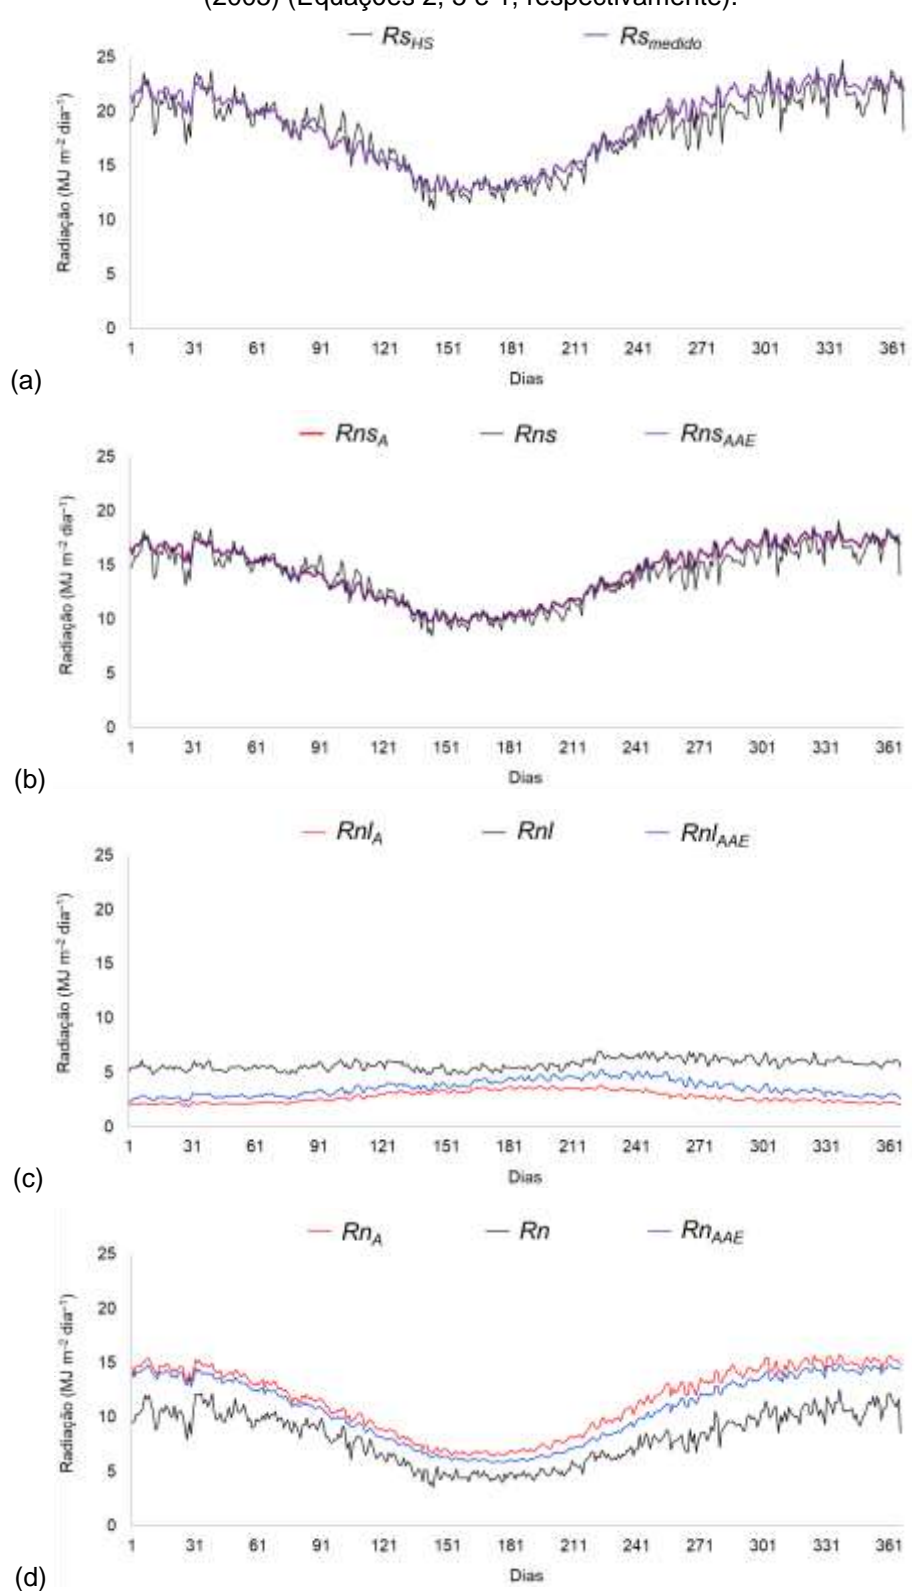 (2005) (Equações 2, 3 e 1, respectivamente).
Rs_HS Rs_medido
Radiação (MJ m⁻² dia⁻¹)
25
20
15
10
5
0
1 31 61 91 121 151 181 211 241 271 301 331 361
Dias
(a)
Rns_A Rns Rns_AAE
Radiação (MJ m⁻² dia⁻¹)
25
20
15
10
5
0
1 31 61 91 121 151 181 211 241 271 301 331 361
Dias
(b)
Rnl_A Rnl Rnl_AAE
Radiação (MJ m⁻² dia⁻¹)
25
20
15
10
5
0
1 31 61 91 121 151 181 211 241 271 301 331 361
Dias
(c)
Rn_A Rn Rn_AAE
Radiação (MJ m⁻² dia⁻¹)
25
20
15
10
5
0
1 31 61 91 121 151 181 211 241 271 301 331 361
Dias
(d)